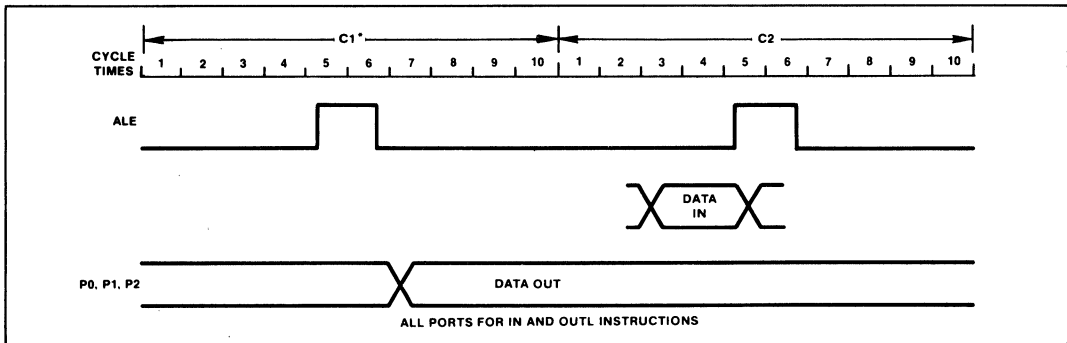 C1* C2
CYCLE TIMES 1 2 3 4 5 6 7 8 9 10 1 2 3 4 5 6 7 8 9 10
ALE
DATA IN
P0, P1, P2 DATA OUT
ALL PORTS FOR IN AND OUTL INSTRUCTIONS